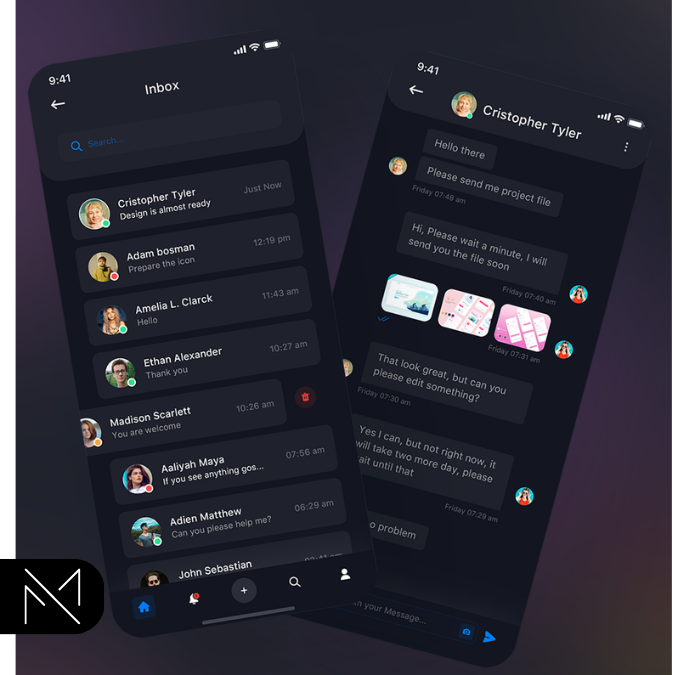 9:41
Inbox
Search...
Cristopher Tyler
Just Now
Design is almost ready
Adam bosman
12:19 pm
Prepare the icon
Amelia L. Clarck
11:43 am
Hello
Ethan Alexander
10:27 am
Thank you
Madison Scarlett
10:26 am
You are welcome
Aaliyah Maya
07:56 am
If you see anything gos...
Adien Matthew
06:29 am
Can you please help me?
John Sebastian
9:41
Cristopher Tyler
Hello there
Please send me project file
Friday 07:48 am
Hi, Please wait a minute, I will
send you the file soon
Friday 07:40 am
Friday 07:31 am
That look great, but can you
please edit something?
Friday 07:30 am
Yes I can, but not right now, it
will take two more day, please
ait until that
Friday 07:29 am
o problem
your Message...